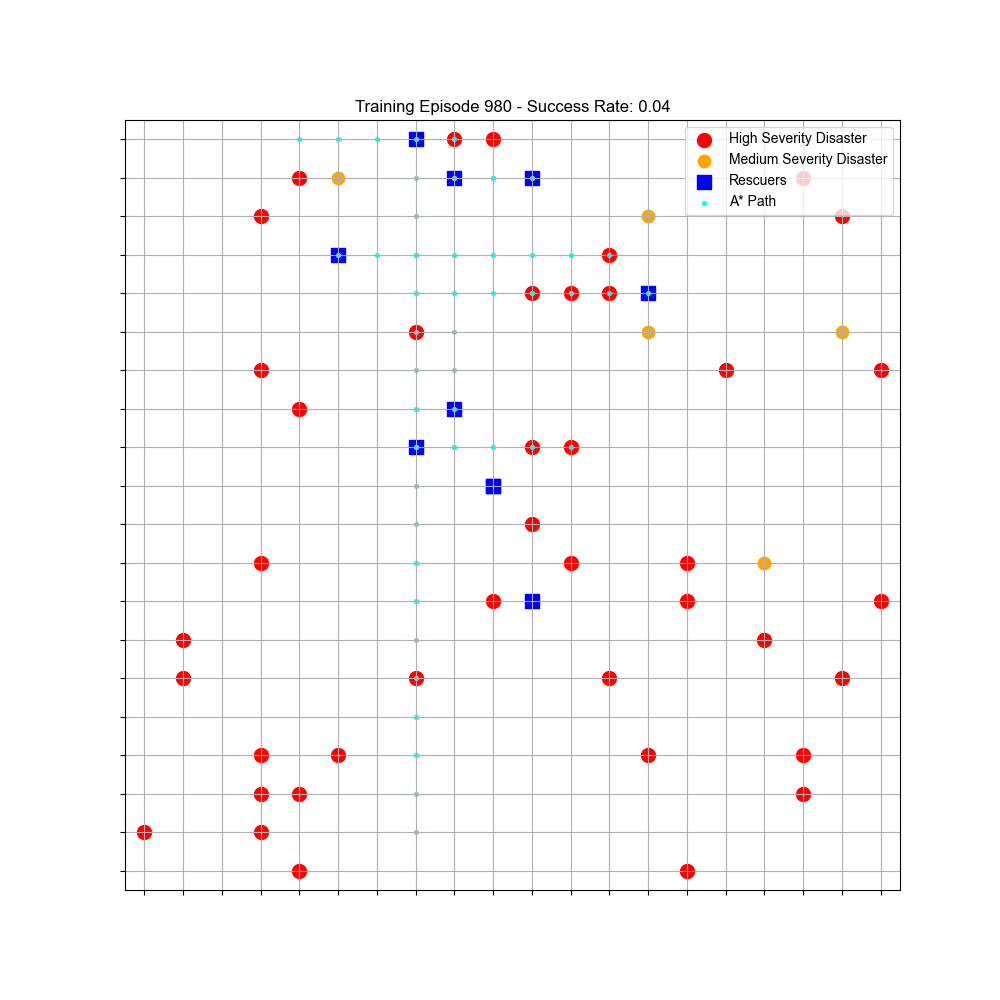 Training Episode 980 - Success Rate: 0.04
High Severity Disaster
Medium Severity Disaster
Rescuers
A* Path